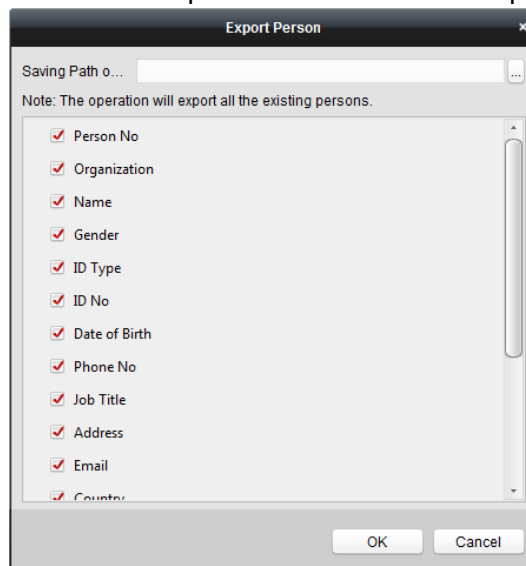 Export Person
×
Saving Path o...
...
Note: The operation will export all the existing persons.
Person No
Organization
Name
Gender
ID Type
ID No
Date of Birth
Phone No
Job Title
Address
Email
Country
OK Cancel